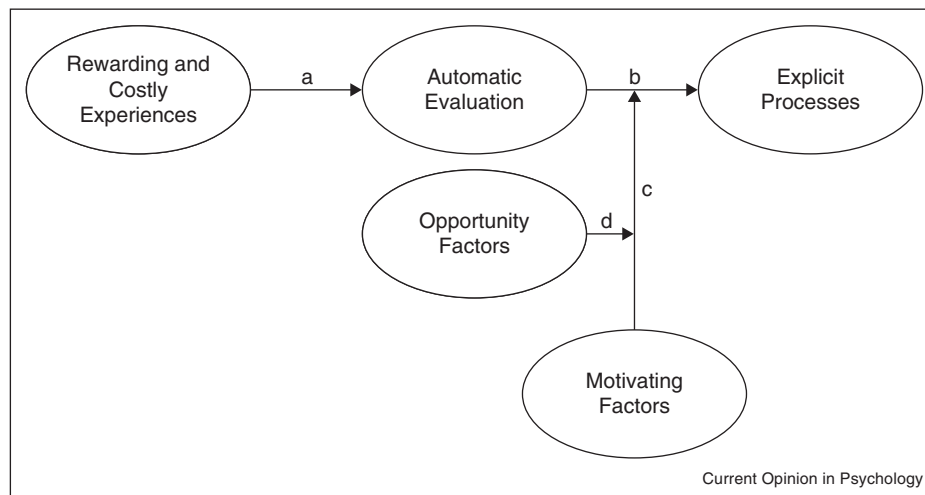 Rewarding and
Costly
Experiences
a
Automatic
Evaluation
b
Explicit
Processes
c
Opportunity
Factors
d
Motivating
Factors
Current Opinion in Psychology